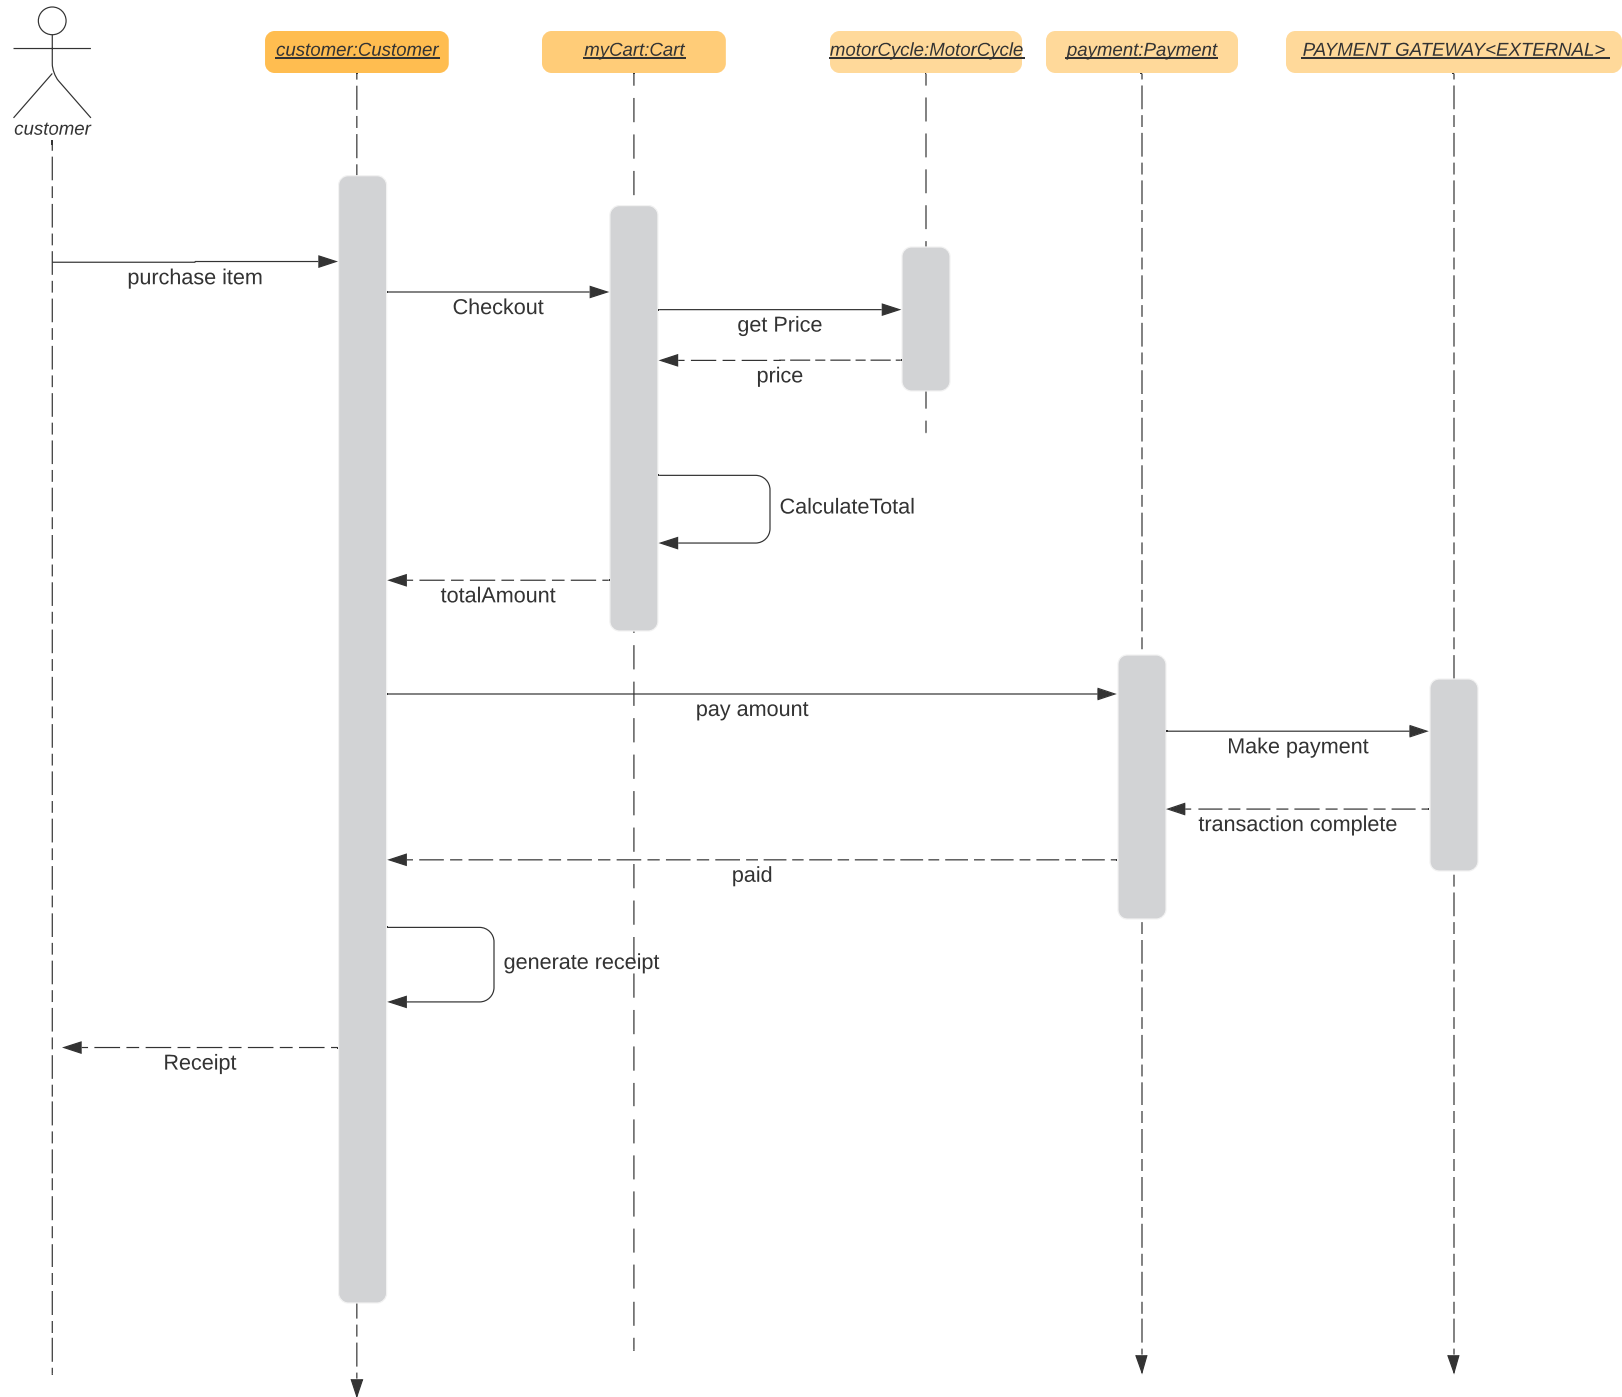 customer:Customer
myCart:Cart
motorCycle:MotorCycle
payment:Payment
PAYMENT GATEWAY<EXTERNAL>
customer
purchase item
Checkout
get Price
price
CalculateTotal
totalAmount
pay amount
Make payment
transaction complete
paid
generate receipt
Receipt